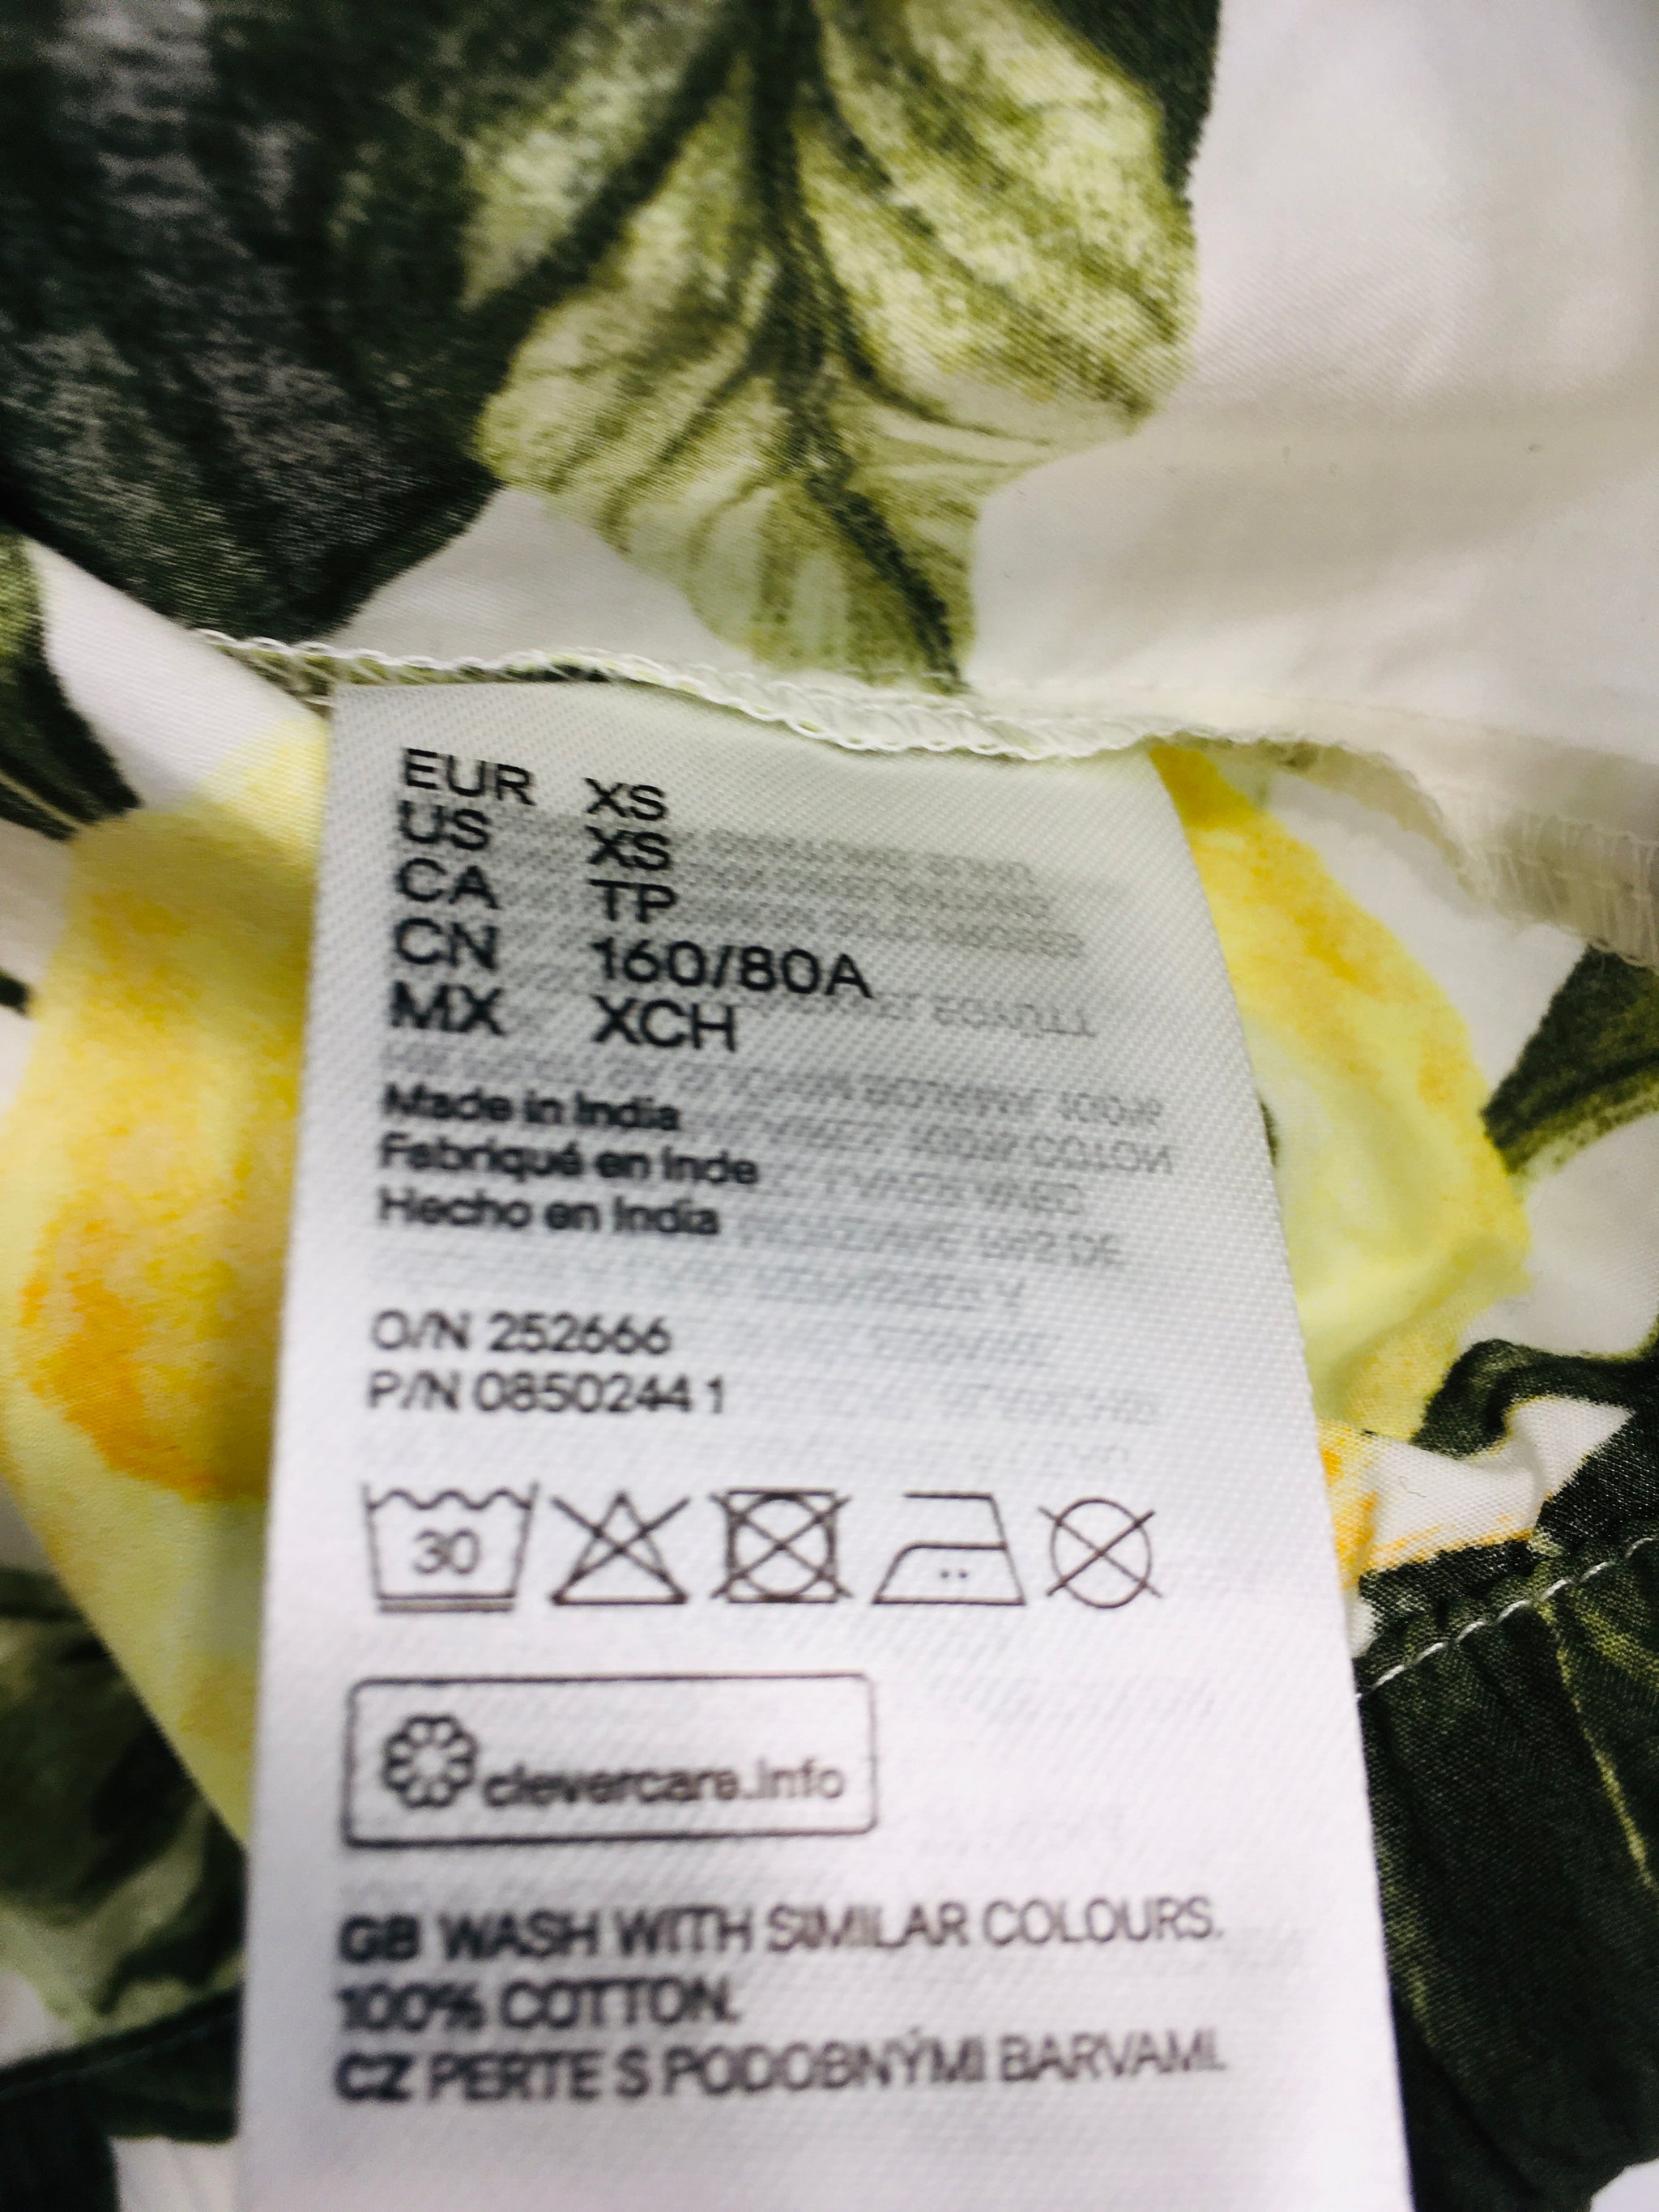 EUR XS
US XS
CA TP
CN 160/80A
MX XCH
Made in India
Fabriqué en Inde
Hecho en India
O/N 252666
P/N 08502441
30
clevercare.info
GB WASH WITH SIMILAR COLOURS.
100% COTTON.
CZ PERTE S PODOBNÝMI BARVAMI.